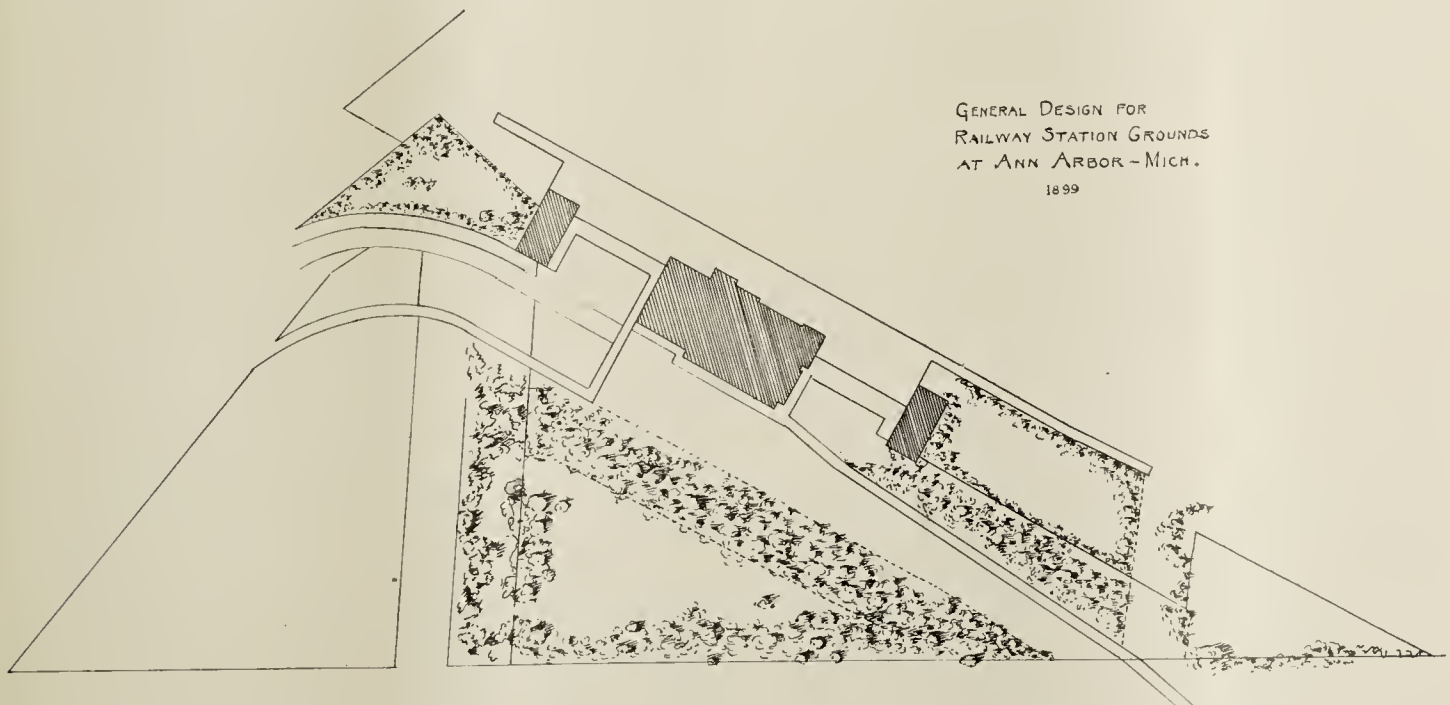 GENERAL DESIGN FOR
RAILWAY STATION GROUNDS
AT ANN ARBOR - MICH.
1899